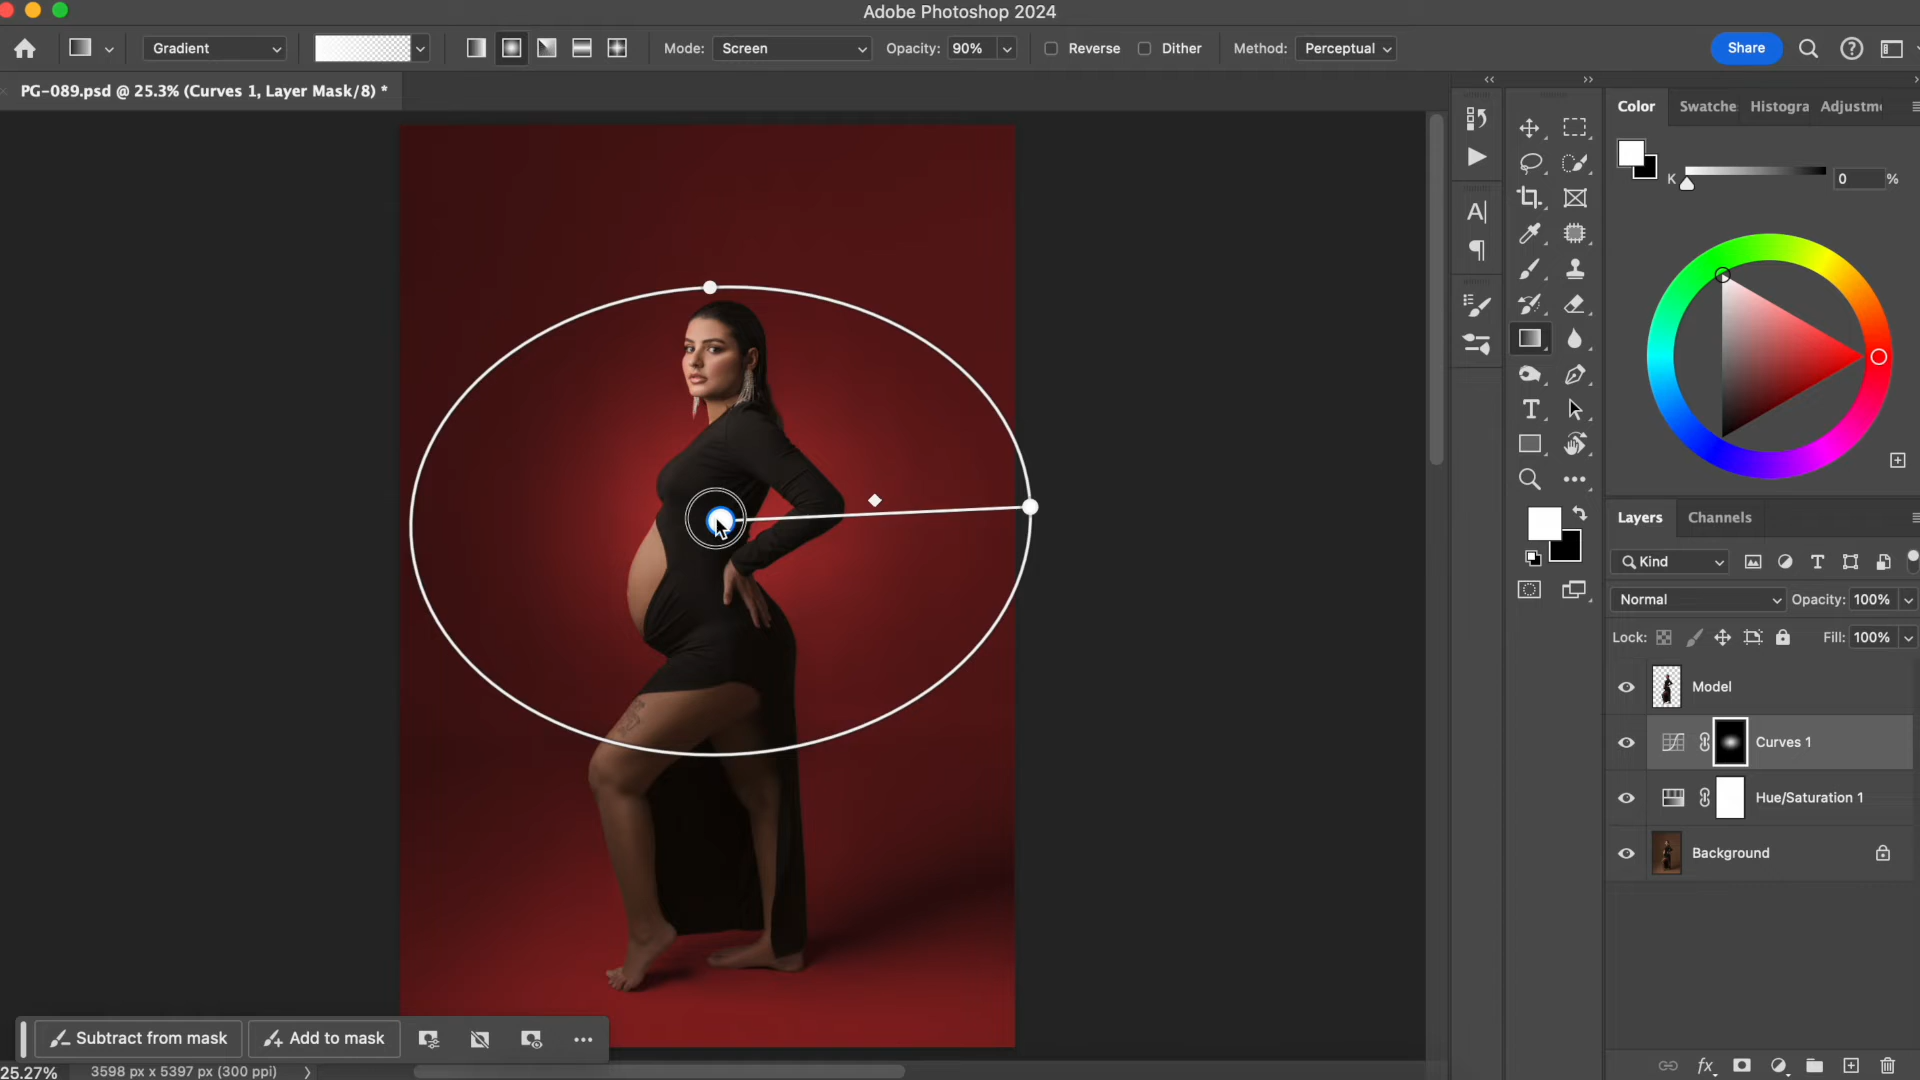 Adobe Photoshop 2024
Gradient
Mode: Screen
Opacity: 90%
Reverse
Dither
Method: Perceptual
Share
PG-089.psd @ 25.3% (Curves 1, Layer Mask/8) *
Color
Swatche
Histogra
Adjustm
K
0 %
Layers
Channels
Kind
Normal
Opacity: 100%
Lock:
Fill: 100%
Model
Curves 1
Hue/Saturation 1
Background
Subtract from mask
Add to mask
25.27%
3598 px x 5397 px (300 ppi)